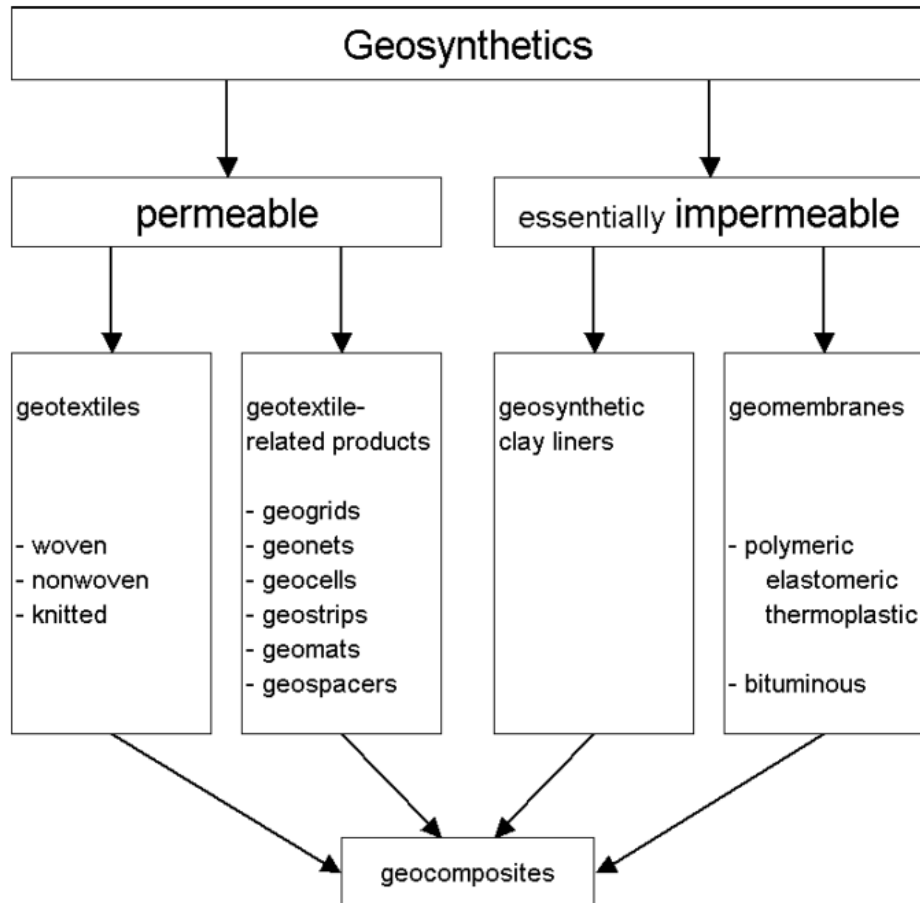 Geosynthetics
permeable
essentially impermeable
geotextiles
- woven
- nonwoven
- knitted
geotextile-
related products
- geogrids
- geonets
- geocells
- geostrips
- geomats
- geospacers
geosynthetic
clay liners
geomembranes
- polymeric
elastomeric
thermoplastic
- bituminous
geocomposites